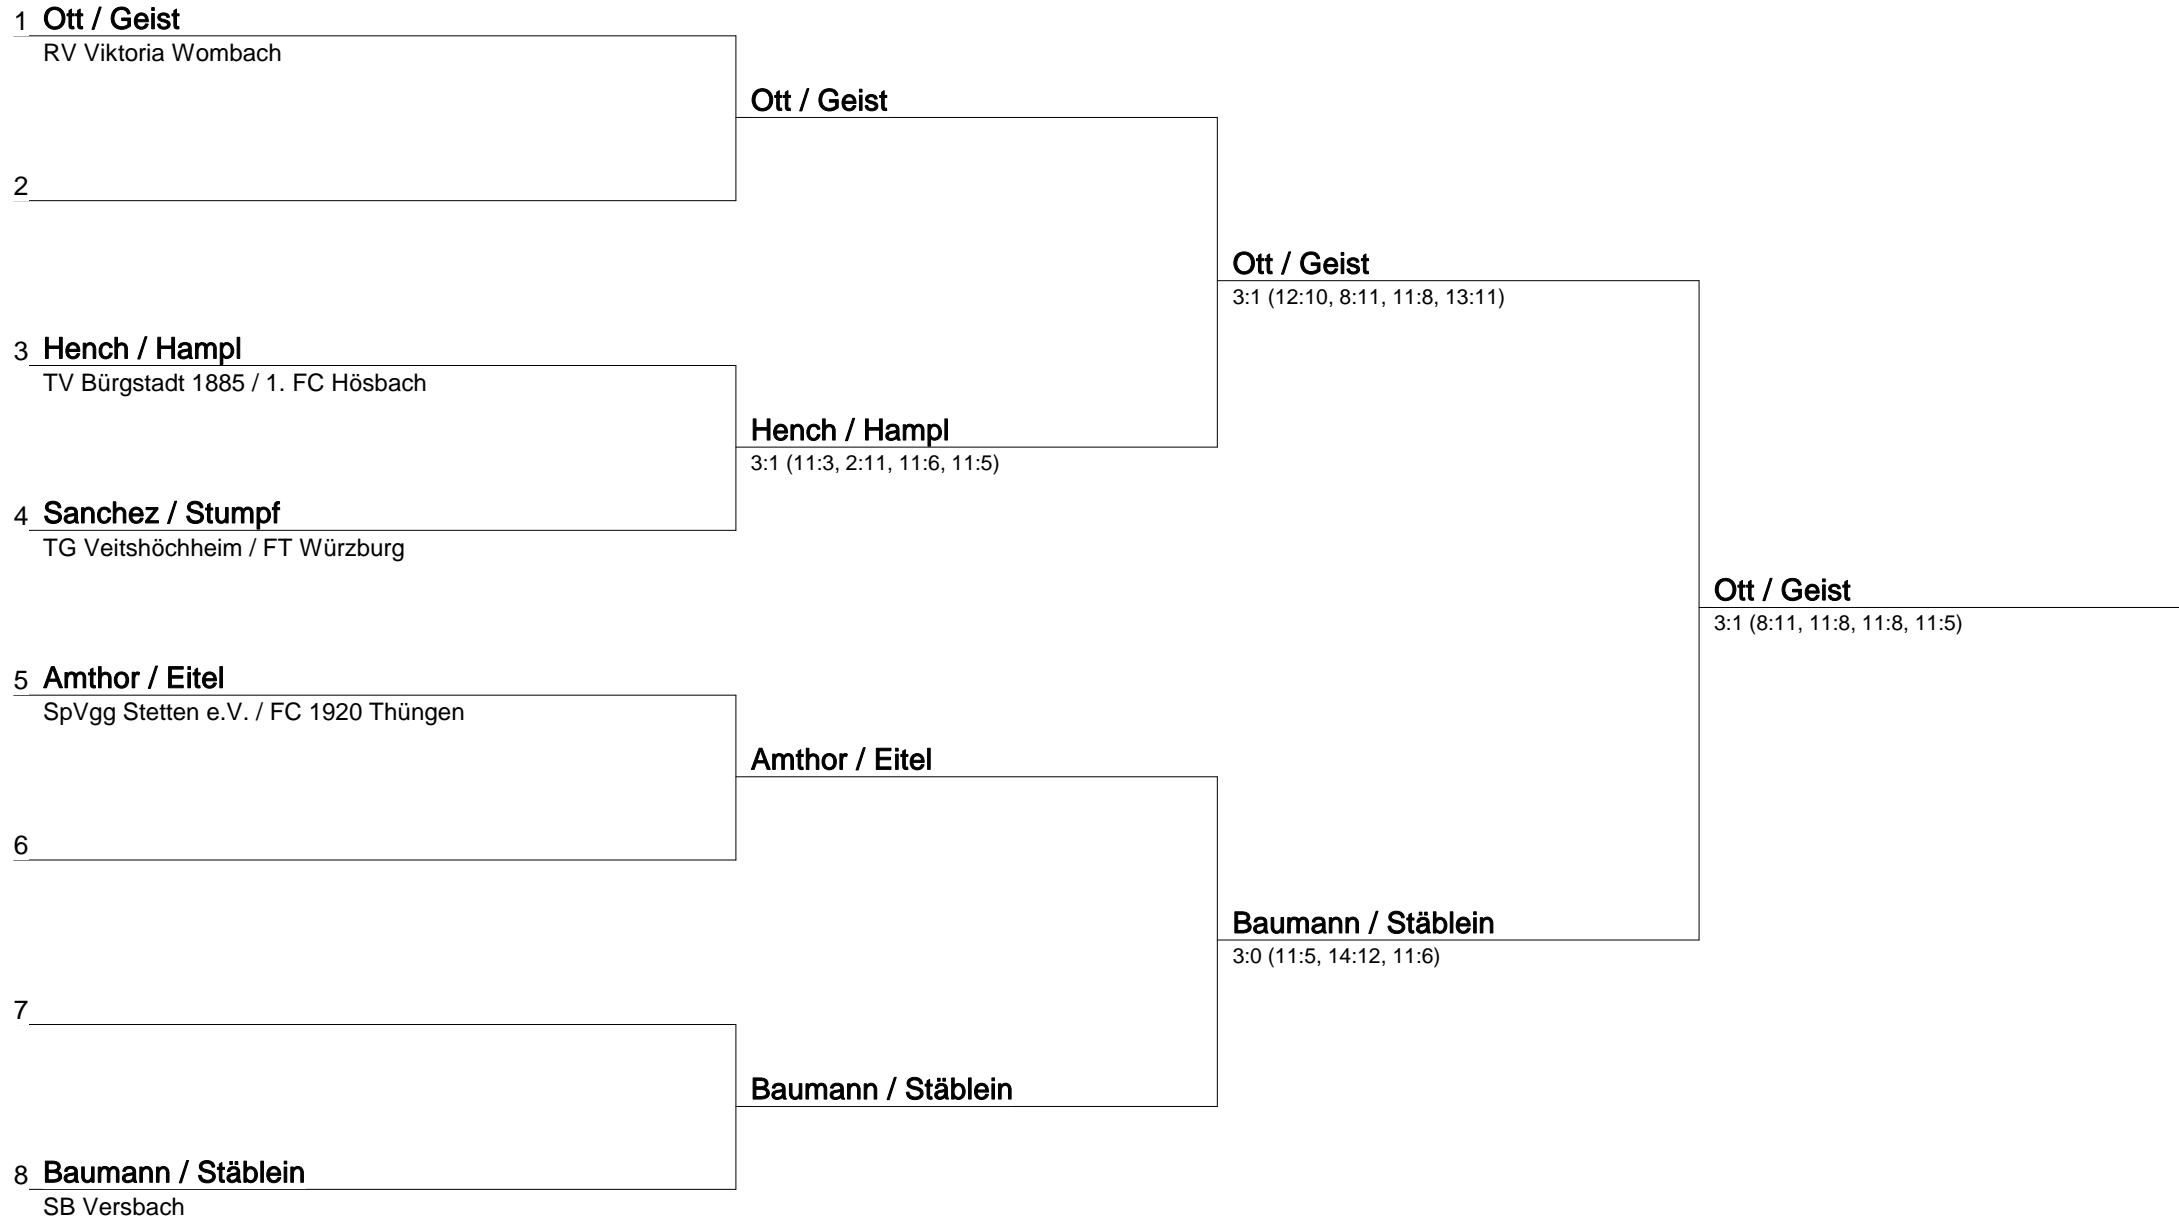 1 Ott / Geist
RV Viktoria Wombach
Ott / Geist
2
Ott / Geist
3:1 (12:10, 8:11, 11:8, 13:11)
3 Hench / Hampl
TV Bürgstadt 1885 / 1. FC Hösbach
Hench / Hampl
3:1 (11:3, 2:11, 11:6, 11:5)
4 Sanchez / Stumpf
TG Veitshöchheim / FT Würzburg
Ott / Geist
3:1 (8:11, 11:8, 11:8, 11:5)
5 Amthor / Eitel
SpVgg Stetten e.V. / FC 1920 Thüngen
Amthor / Eitel
6
Baumann / Stäblein
3:0 (11:5, 14:12, 11:6)
7
Baumann / Stäblein
8 Baumann / Stäblein
SB Versbach